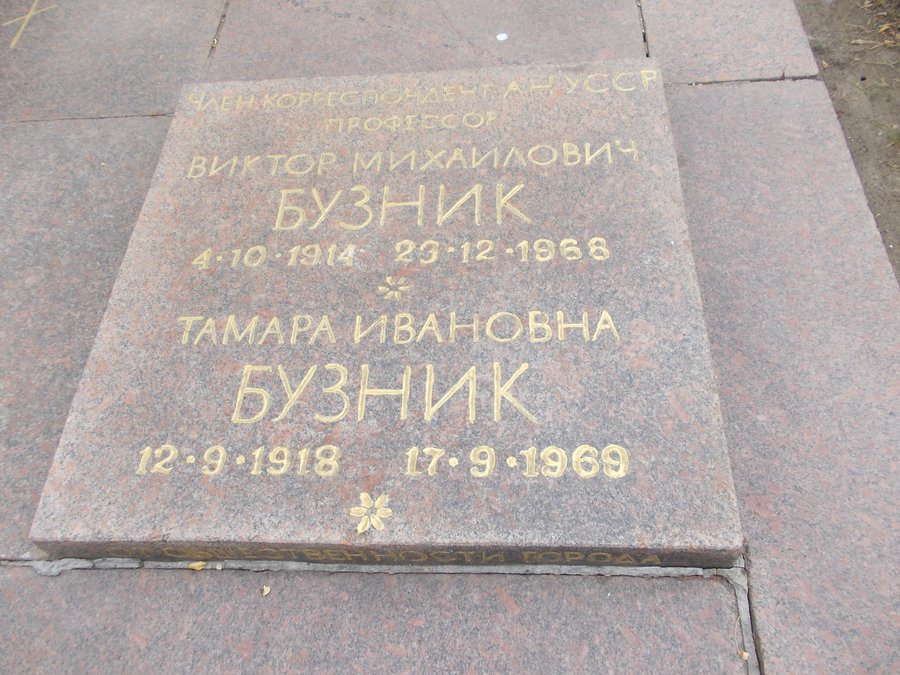 ЧЛЕН.КОРРЕСПОНДЕНТ АН УССР
ПРОФЕССОР
ВИКТОР МИХАИЛОВИЧ
БУЗНИК
4·10·1914 23·12·1968
ТАМАРА ИВАНОВНА
БУЗНИК
12·9·1918 17·9·1969
ОТ ОБЩЕСТВЕННОСТИ ГОРОДА